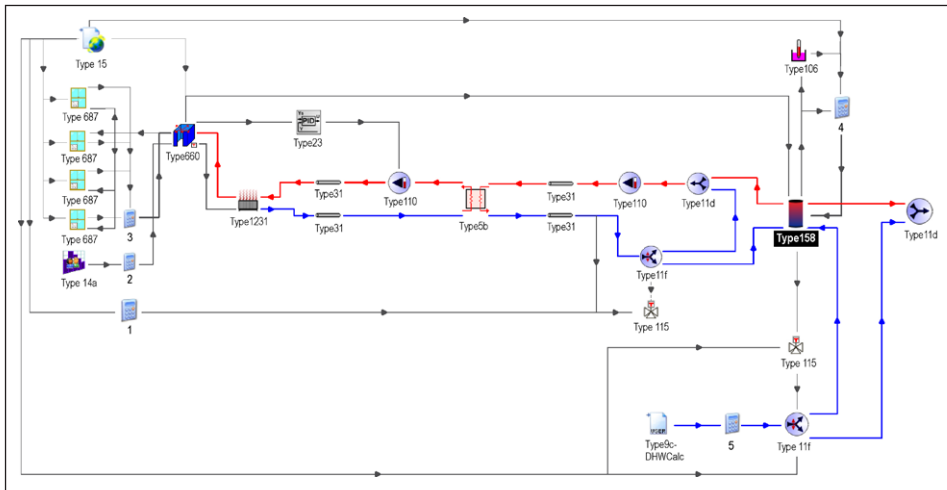 Type 15
Type106
Type 687
4
Type23
Type 687
Type660
Type 687
Type31
Type110
Type31
Type110
Type11d
Type 687
3
Type1231
Type31
Type5b
Type31
Type158
Type11d
Type 14a
2
Type11f
1
Type 115
Type 115
Type9c-
DHWCalc
5
Type 11f